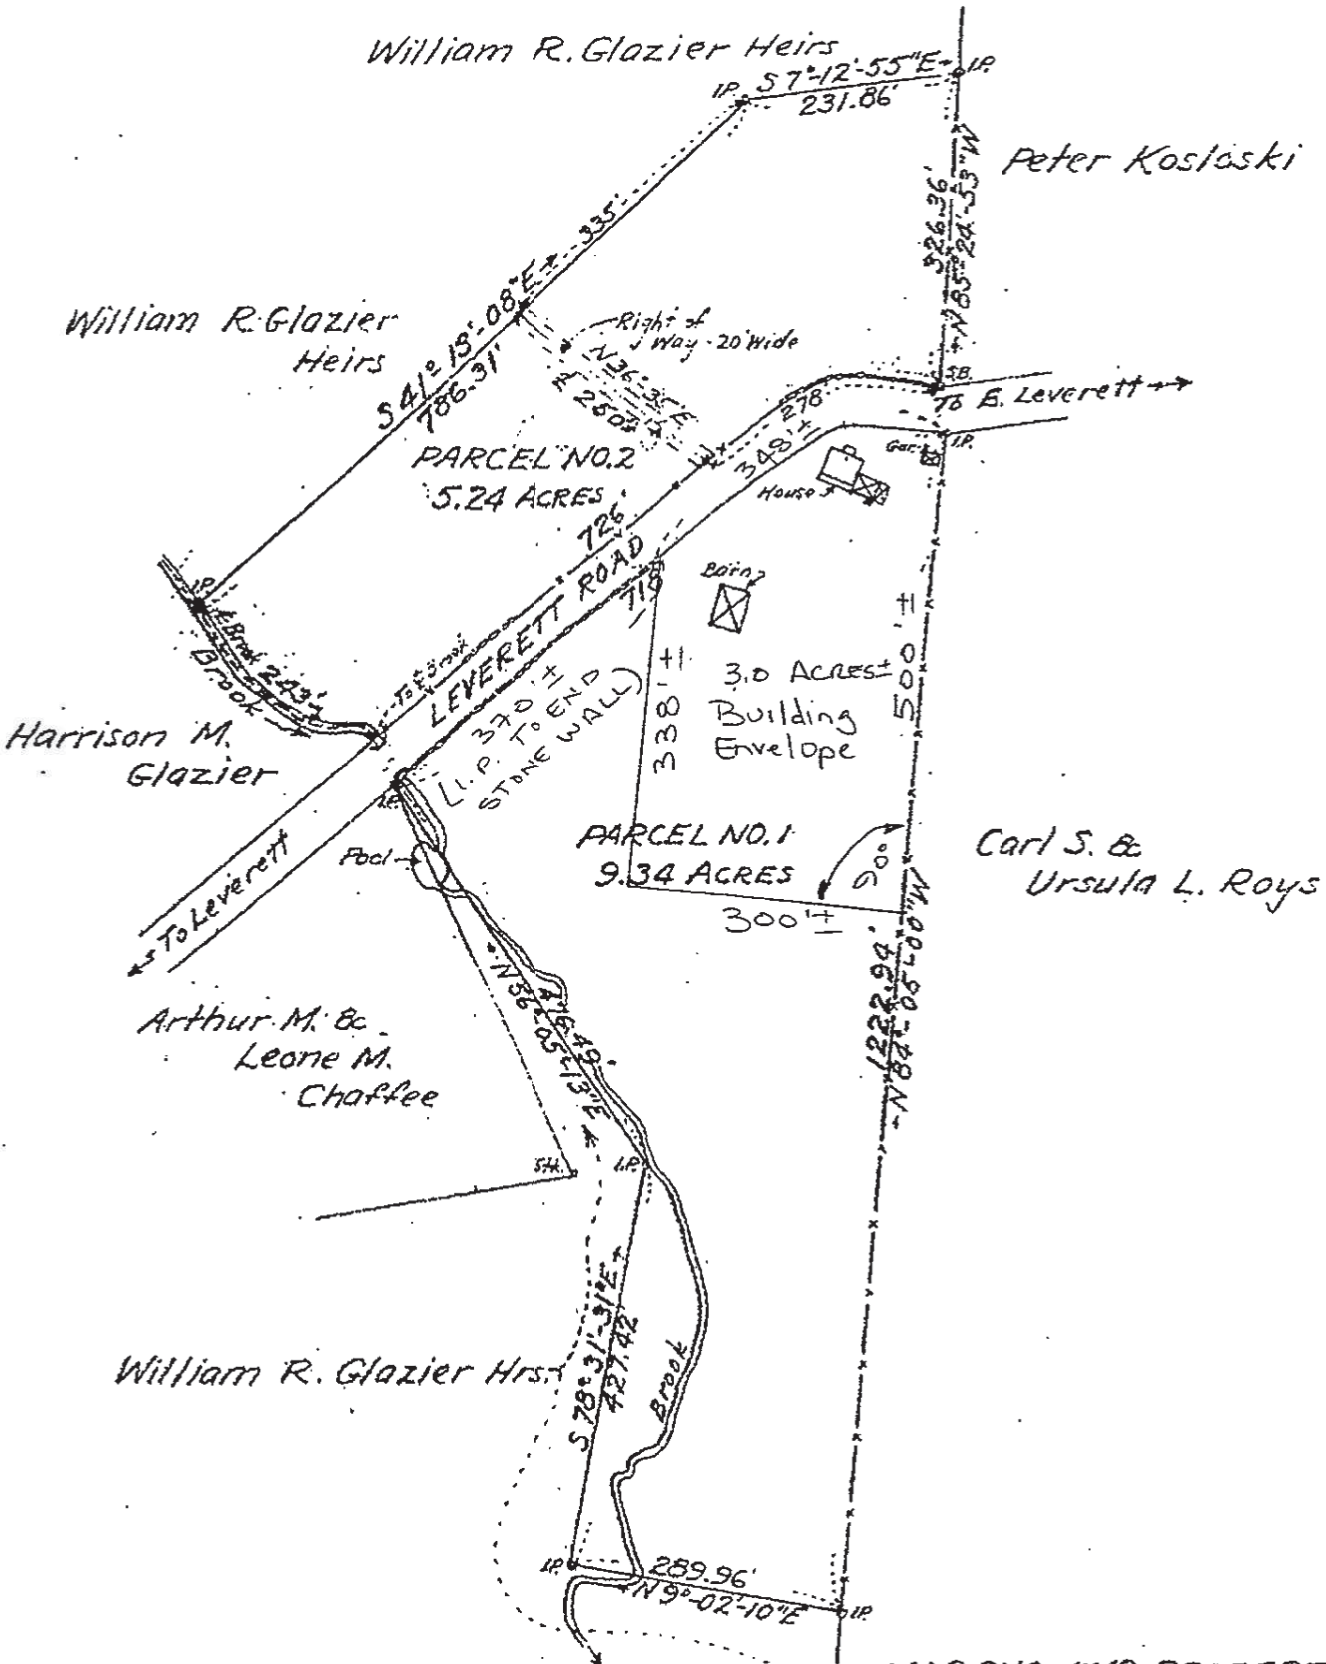 William R. Glazier Heirs
S 7°-12'-55"E
231.86'
I.P.
I.P.
Peter Kosloski
326.36'
N 85°-24'-53"W
335'
William R. Glazier
Heirs
S 41°-13'-08"E
786.31'
Right of
Way - 20' Wide
N 36°-35' E
PARCEL NO. 2
5.24 ACRES
278
348'±
S.B.
To E. Leverett
I.P.
Gar.
House
726'
LEVERETT ROAD
Barn
I.P.
Brook
243'
Brook
To ℄ Brook
370'±
(I.P. TO END
STONE WALL)
338'±
3.0 ACRES±
Building
Envelope
500'±
Harrison M.
Glazier
I.P.
To Leverett
Pool
PARCEL NO. 1
9.34 ACRES
90°
300'±
Carl S. &
Ursula L. Roys
1222.94'
N 84°-05'-00"W
Arthur M. &
Leone M.
Chaffee
N 36°-05'-13"E
I.P.
S 78°-31'-31"E
427.42'
William R. Glazier Hrs.
Brook
I.P.
289.96'
N 9°-02'-10"E
I.P.